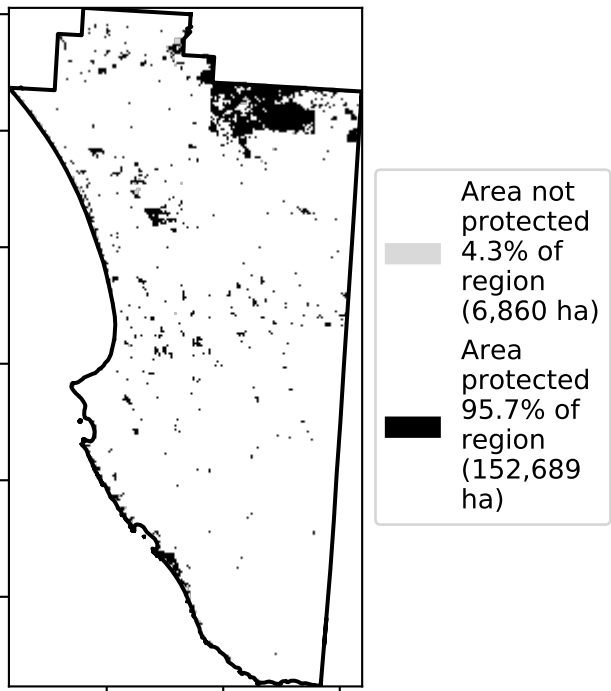 Area not
protected
4.3% of
region
(6,860 ha)
Area
protected
95.7% of
region
(152,689
ha)